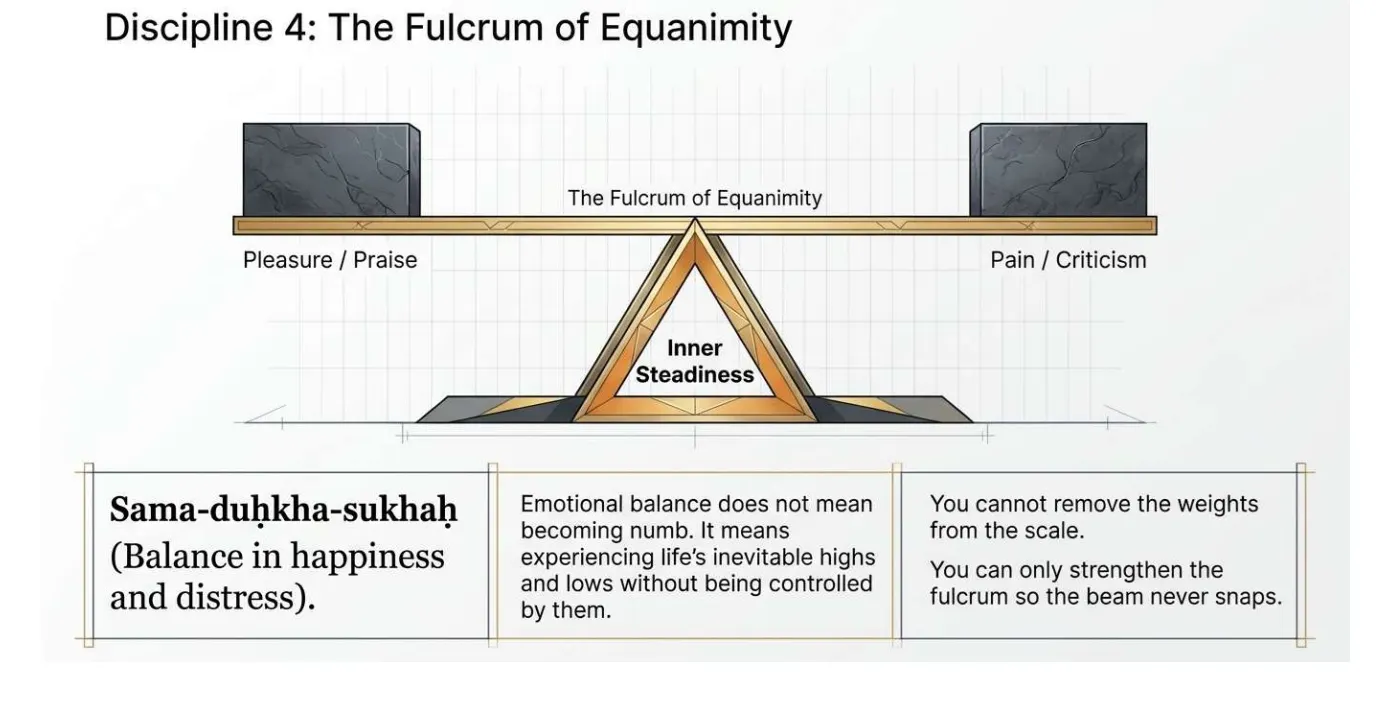 Discipline 4: The Fulcrum of Equanimity
The Fulcrum of Equanimity
Pleasure / Praise
Pain / Criticism
Inner
Steadiness
Sama-duḥkha-sukhaḥ
(Balance in happiness
and distress).
Emotional balance does not mean
becoming numb. It means
experiencing life’s inevitable highs
and lows without being controlled
by them.
You cannot remove the weights
from the scale.
You can only strengthen the
fulcrum so the beam never snaps.